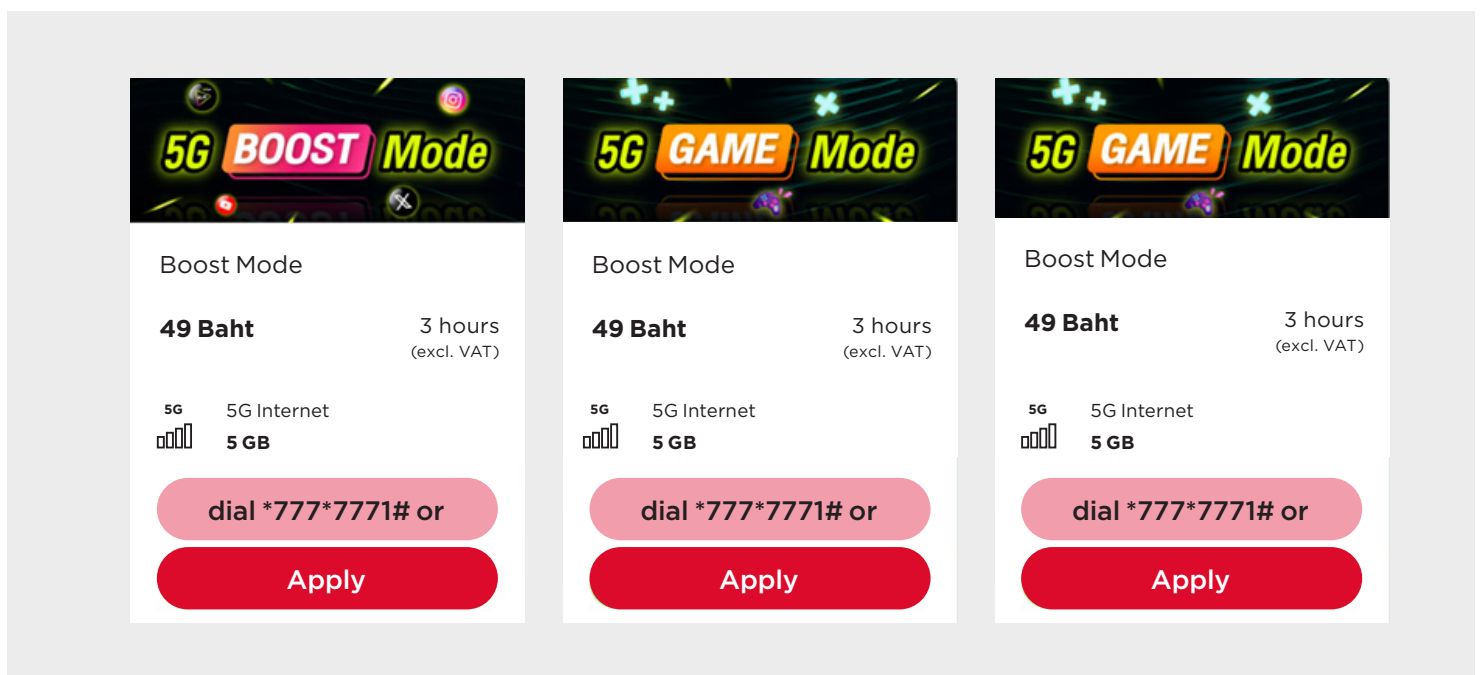 5G BOOST Mode
Boost Mode
49 Baht
3 hours
(excl. VAT)
5G
5G Internet
5 GB
dial *777*7771# or
Apply
5G GAME Mode
Boost Mode
49 Baht
3 hours
(excl. VAT)
5G
5G Internet
5 GB
dial *777*7771# or
Apply
5G GAME Mode
Boost Mode
49 Baht
3 hours
(excl. VAT)
5G
5G Internet
5 GB
dial *777*7771# or
Apply